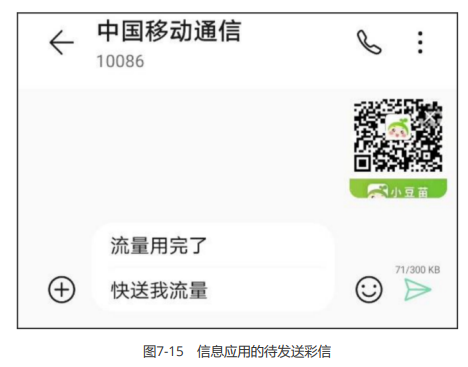 中国移动通信
10086
小豆苗
流量用完了
快送我流量
71/300 KB
图7-15 信息应用的待发送彩信